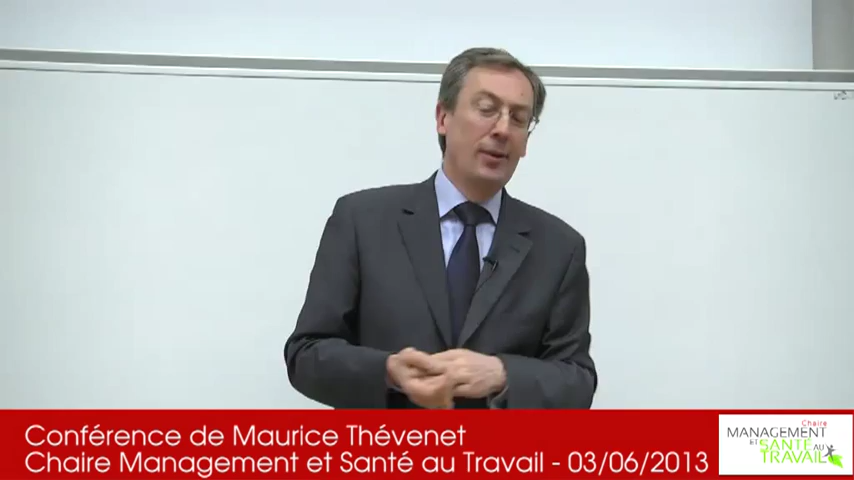 Conférence de Maurice Thévenet
Chaire Management et Santé au Travail - 03/06/2013
Chaire
MANAGEMENT
ET SANTÉ AU
TRAVAIL